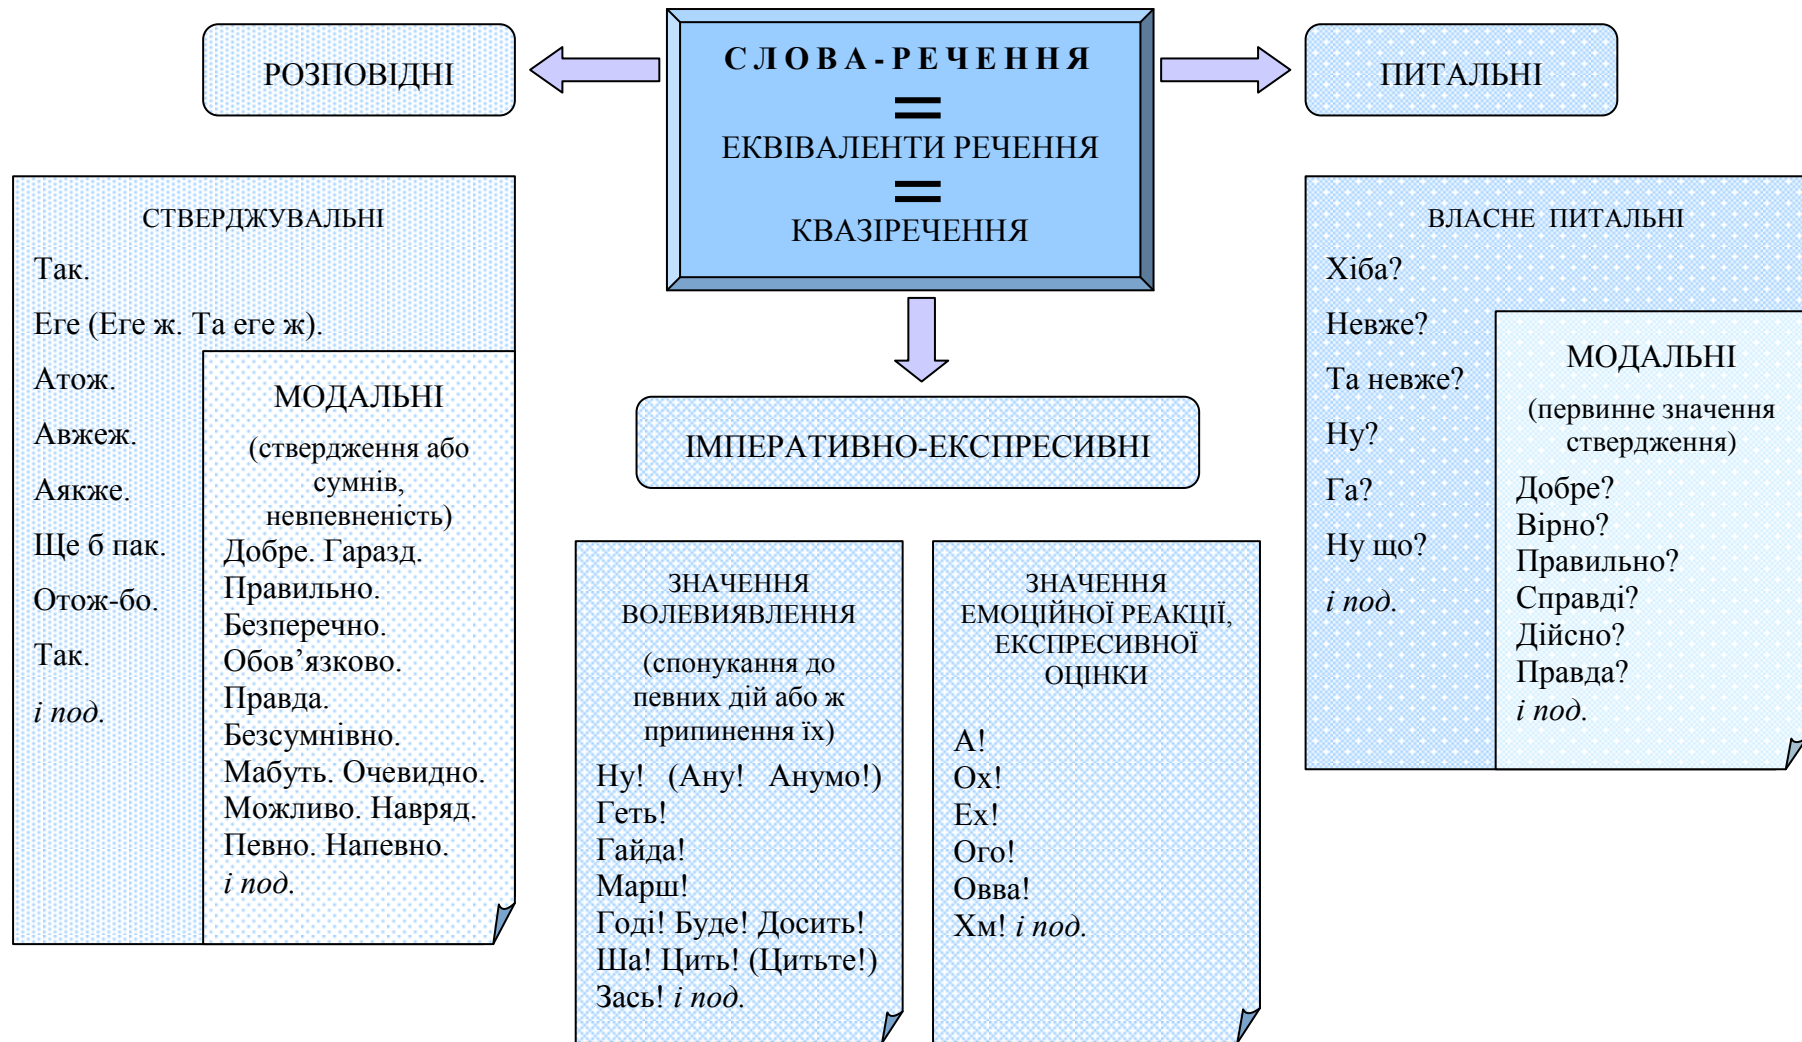 СЛОВА-РЕЧЕННЯ
=
ЕКВІВАЛЕНТИ РЕЧЕННЯ
=
КВАЗІРЕЧЕННЯ
РОЗПОВІДНІ
СТВЕРДЖУВАЛЬНІ
Так.
Еге (Еге ж. Та еге ж).
Атож.
Авжеж.
Аякже.
Ще б пак.
Отож-бо.
Так.
і под.
МОДАЛЬНІ
(ствердження або
сумнів,
невпевненість)
Добре. Гаразд.
Правильно.
Безперечно.
Обов’язково.
Правда.
Безсумнівно.
Мабуть. Очевидно.
Можливо. Навряд.
Певно. Напевно.
і под.
ІМПЕРАТИВНО-ЕКСПРЕСИВНІ
ЗНАЧЕННЯ
ВОЛЕВИЯВЛЕННЯ
(спонукання до
певних дій або ж
припинення їх)
Ну! (Ану! Анумо!)
Геть!
Гайда!
Марш!
Годі! Буде! Досить!
Ша! Цить! (Цитьте!)
Зась! і под.
ЗНАЧЕННЯ
ЕМОЦІЙНОЇ РЕАКЦІЇ,
ЕКСПРЕСИВНОЇ
ОЦІНКИ
А!
Ох!
Ех!
Ого!
Овва!
Хм! і под.
ПИТАЛЬНІ
ВЛАСНЕ ПИТАЛЬНІ
Хіба?
Невже?
Та невже?
Ну?
Га?
Ну що?
і под.
МОДАЛЬНІ
(первинне значення
ствердження)
Добре?
Вірно?
Правильно?
Справді?
Дійсно?
Правда?
і под.